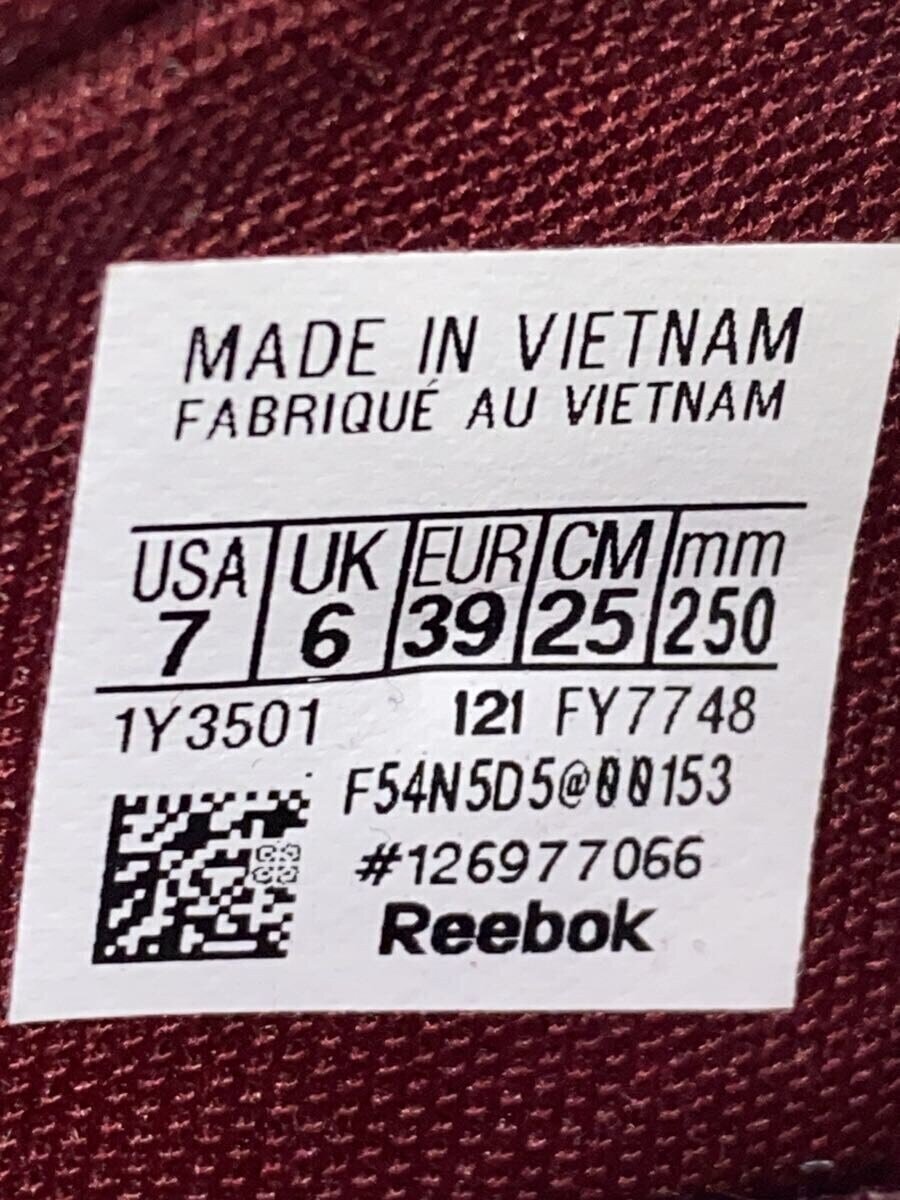 MADE IN VIETNAM
FABRIQUÉ AU VIETNAM
USA UK EUR CM mm
7 6 39 25 250
1Y3501 121 FY7748
F54N5D5@00153
#126977066
Reebok